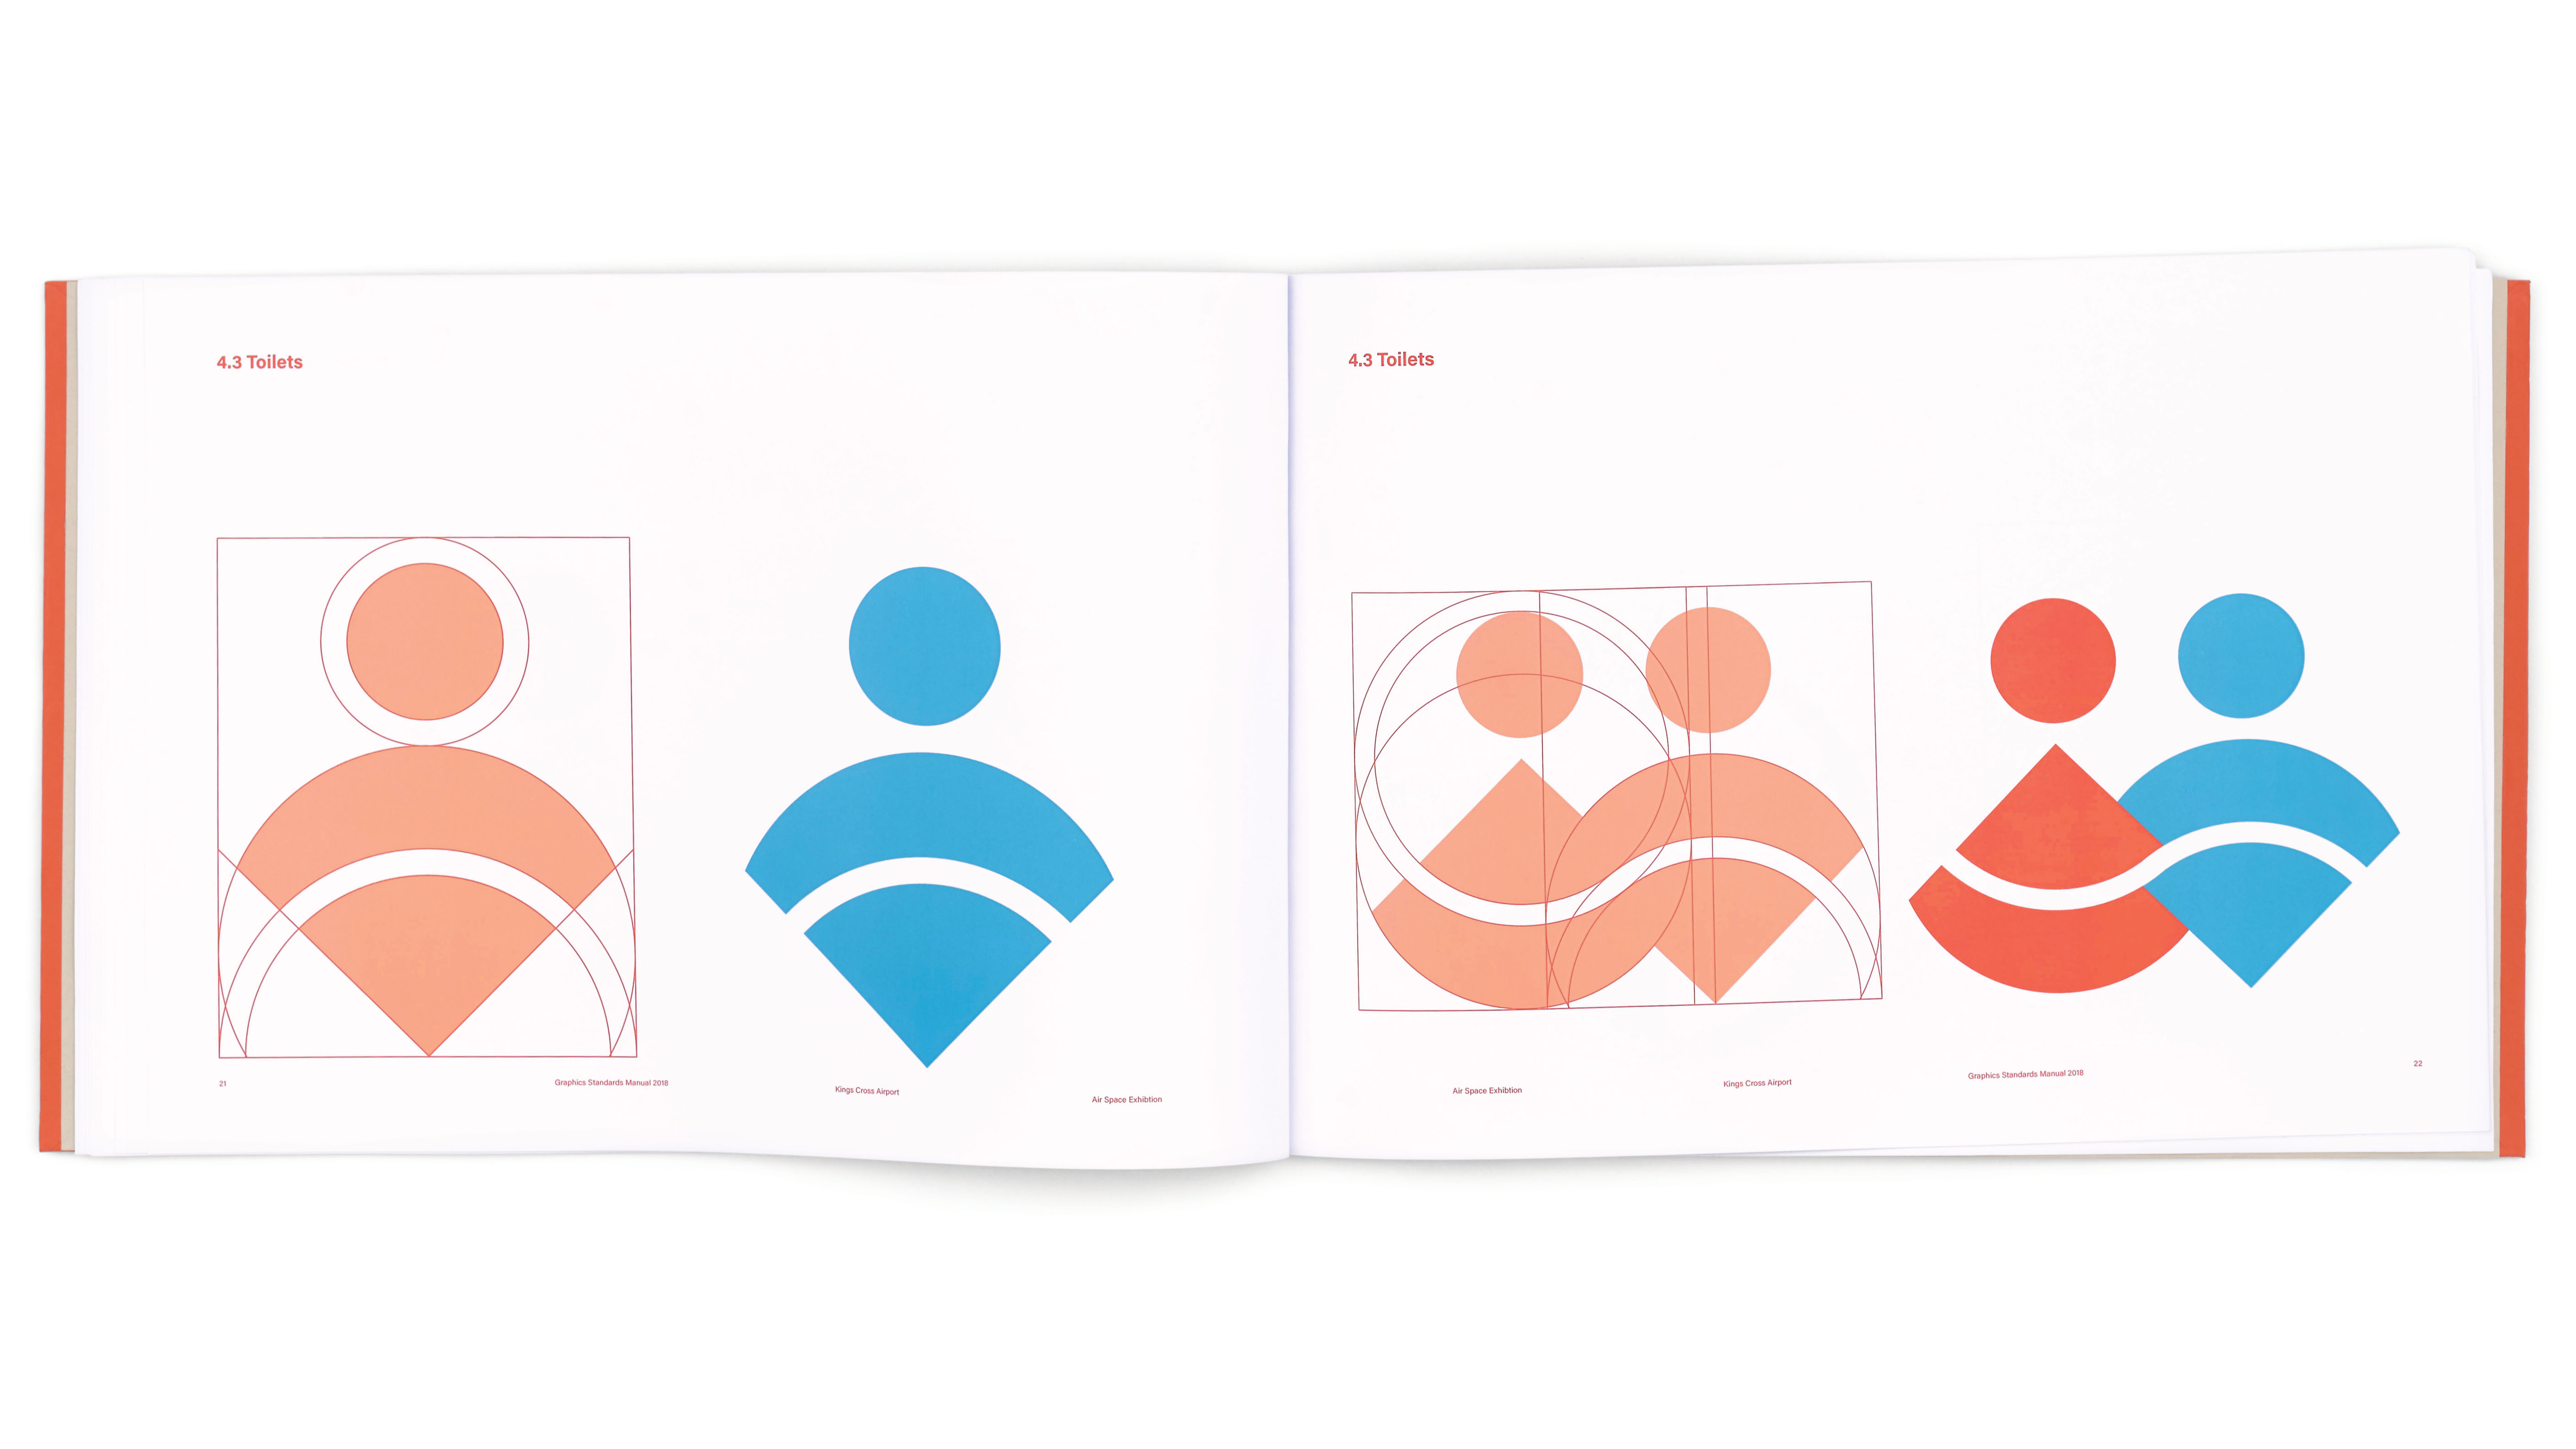 4.3 Toilets
21
Graphics Standards Manual 2018
Kings Cross Airport
Air Space Exhibtion
4.3 Toilets
Air Space Exhibtion
Kings Cross Airport
Graphics Standards Manual 2018
22